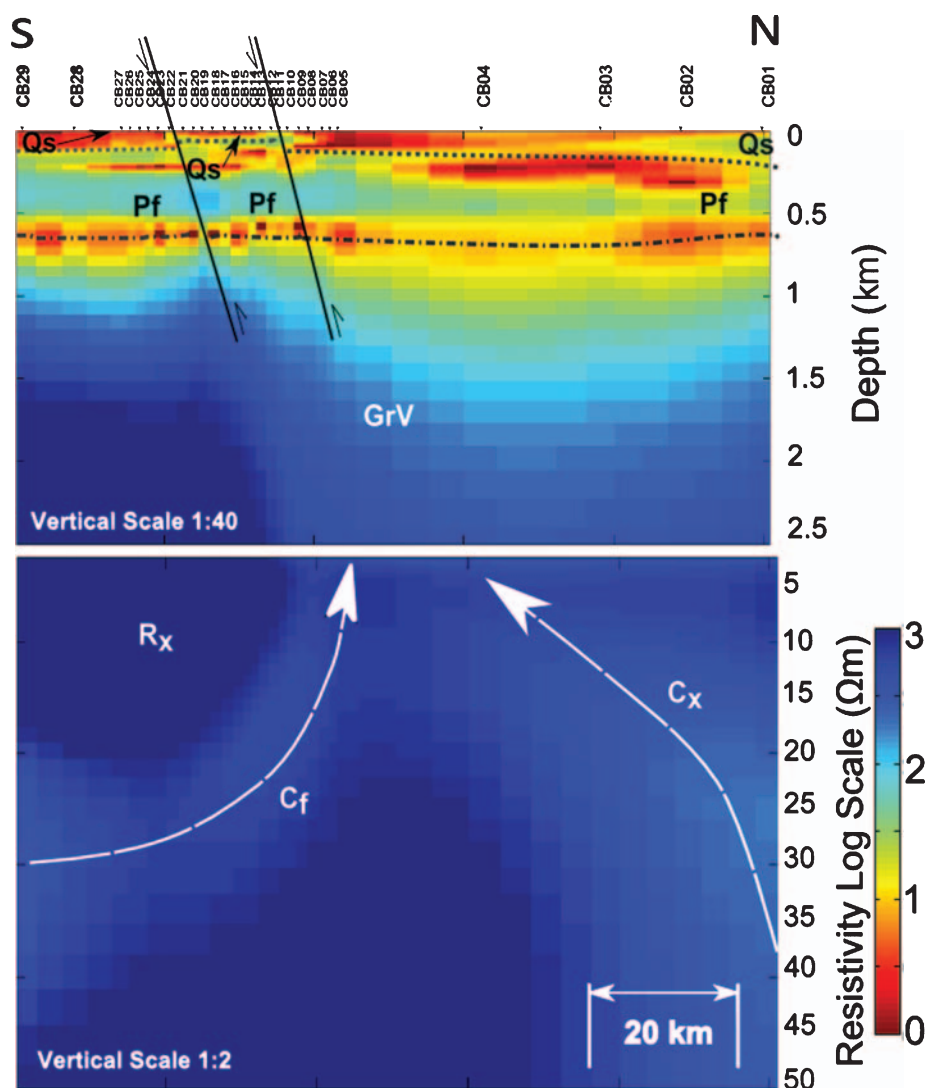 S N
CB29 CB28 CB27 CB26 CB25 CB24 CB23 CB22 CB21 CB20 CB19 CB18 CB17 CB16 CB15 CB14 CB13 CB12 CB11 CB10 CB09 CB08 CB07 CB06 CB05 CB04 CB03 CB02 CB01
Qs Qs Qs
Pf Pf Pf
GrV
Vertical Scale 1:40
0
0.5
1
1.5
2
2.5
Depth (km)
Rx
Cf
Cx
20 km
Vertical Scale 1:2
5
10
15
20
25
30
35
40
45
50
Resistivity Log Scale (Ωm)
3
2
1
0